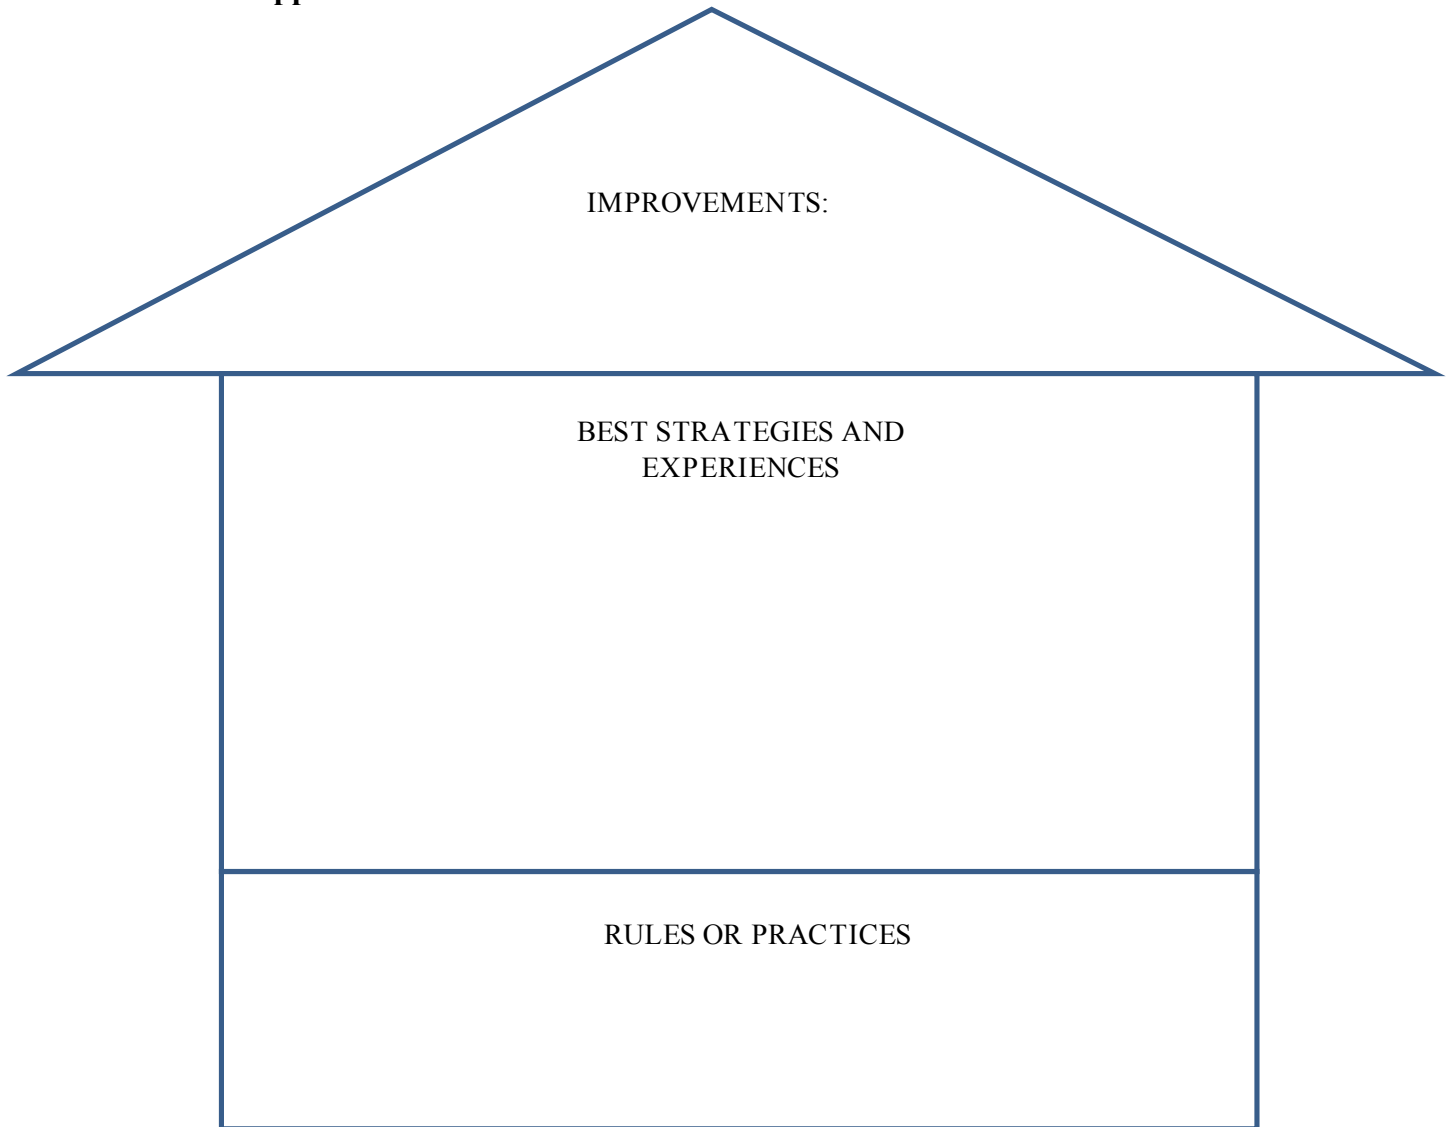 IMPROVEMENTS:
BEST STRATEGIES AND
EXPERIENCES
RULES OR PRACTICES